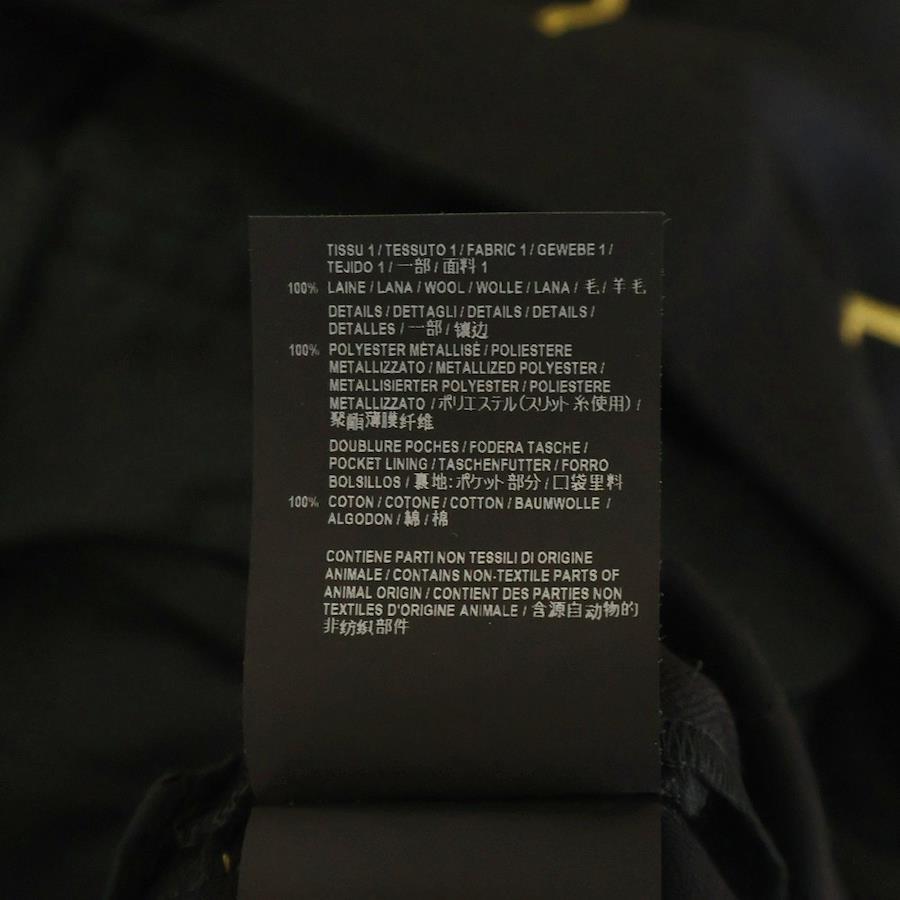 TISSU 1 / TESSUTO 1 / FABRIC 1 / GEWEBE 1 /
TEJIDO 1 / 一部 / 面料 1
100% LAINE / LANA / WOOL / WOLLE / LANA / 毛 / 羊毛
DETAILS / DETTAGLI / DETAILS / DETAILS /
DETALLES / 一部 / 镶边
100% POLYESTER MÉTALLISÉ / POLIESTERE
METALLIZZATO / METALLIZED POLYESTER /
METALLISIERTER POLYESTER / POLIESTERE
METALLIZZATO / ポリエステル(スリット糸使用) /
聚酯薄膜纤维
DOUBLURE POCHES / FODERA TASCHE /
POCKET LINING / TASCHENFUTTER / FORRO
BOLSILLOS / 裏地:ポケット部分 / 口袋里料
100% COTON / COTONE / COTTON / BAUMWOLLE /
ALGODON / 綿 / 棉
CONTIENE PARTI NON TESSILI DI ORIGINE
ANIMALE / CONTAINS NON-TEXTILE PARTS OF
ANIMAL ORIGIN / CONTIENT DES PARTIES NON
TEXTILES D'ORIGINE ANIMALE / 含源自动物的
非纺织部件